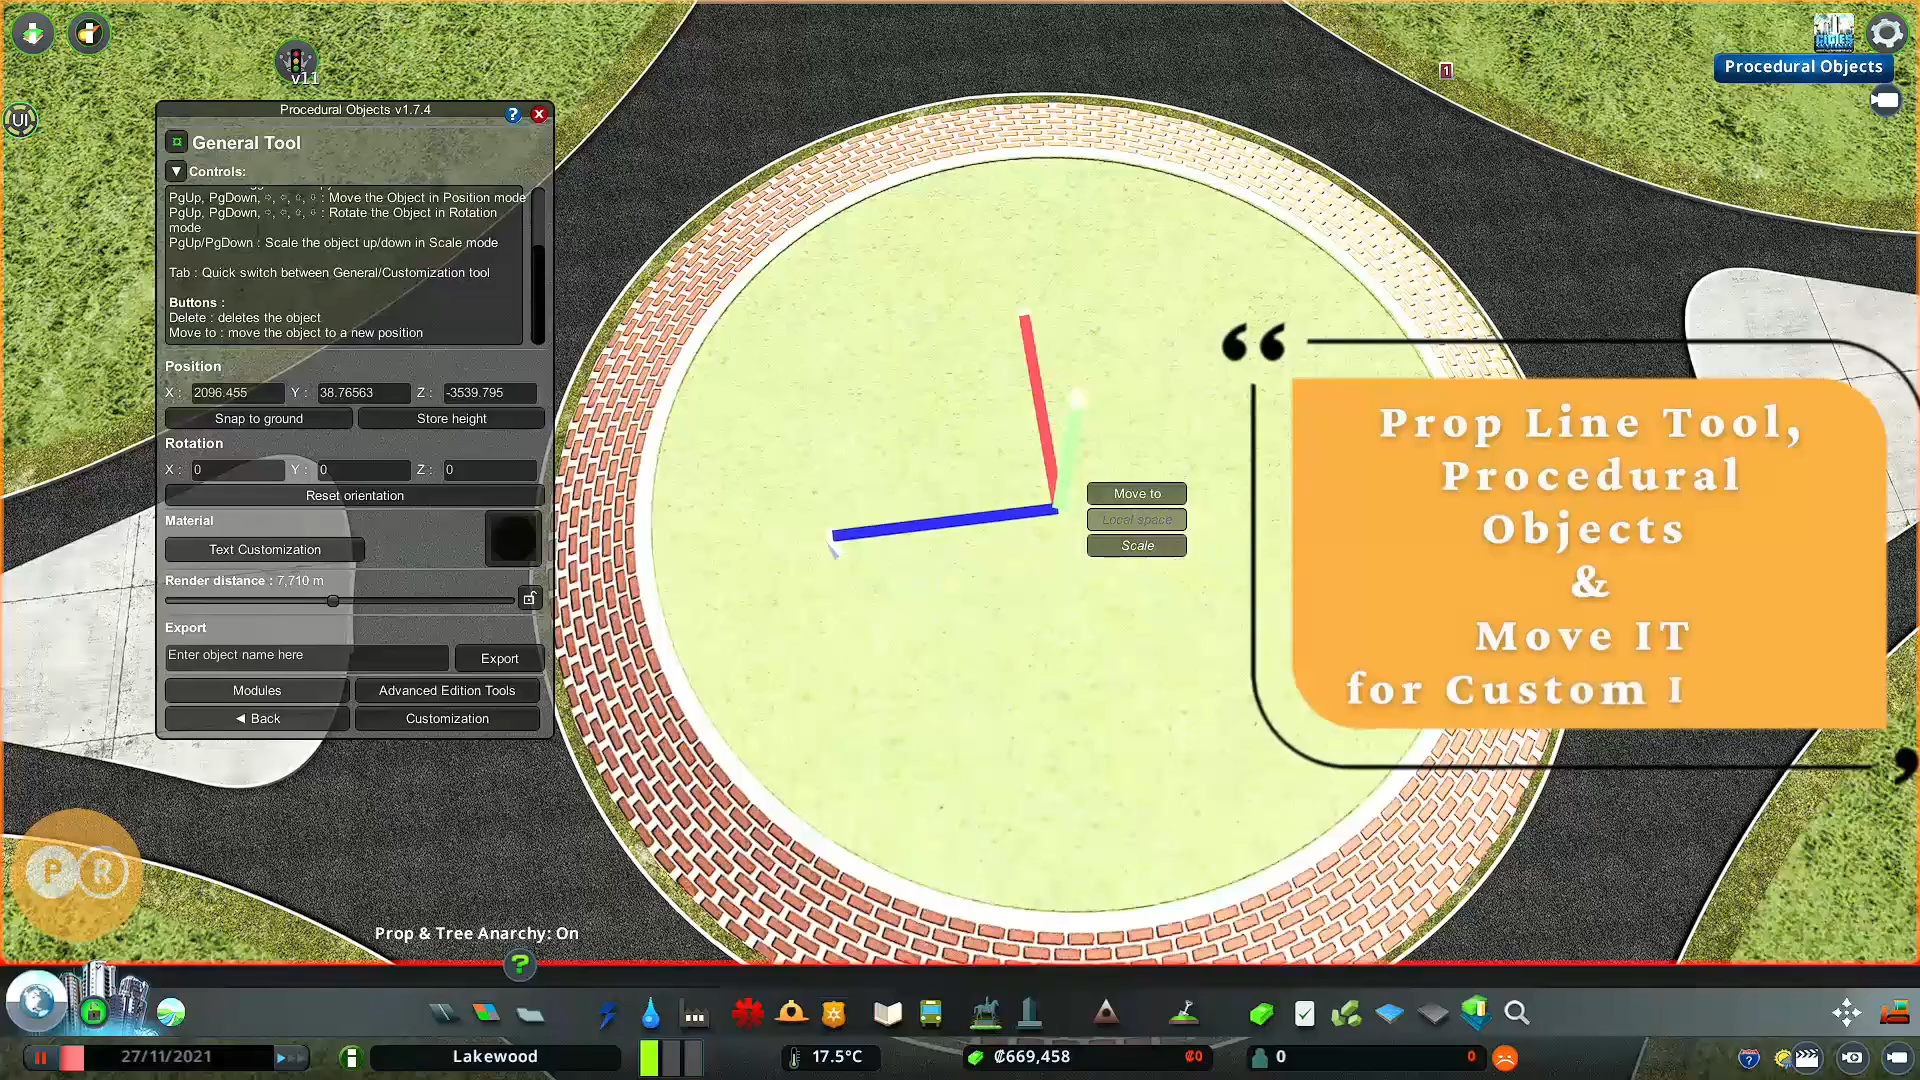 v11
CITIES
Procedural Objects
1
UI
Procedural Objects v1.7.4
?
General Tool
Controls:
PgUp, PgDown, : Move the Object in Position mode
PgUp, PgDown, : Rotate the Object in Rotation
mode
PgUp/PgDown : Scale the object up/down in Scale mode
Tab : Quick switch between General/Customization tool
Buttons :
Delete : deletes the object
Move to : move the object to a new position
Position
X : 2096.455 Y : 38.76563 Z : -3539.795
Snap to ground Store height
Rotation
X : 0 Y : 0 Z : 0
Reset orientation
Material
Text Customization
Render distance : 7,710 m
Export
Enter object name here Export
Modules Advanced Edition Tools
◄ Back Customization
Move to
Local space
Scale
“
Prop Line Tool,
Procedural
Objects
&
Move IT
for Custom I
PR
Prop & Tree Anarchy: On
?
27/11/2021 Lakewood 17.5°C ₡669,458 ₡0 0 0